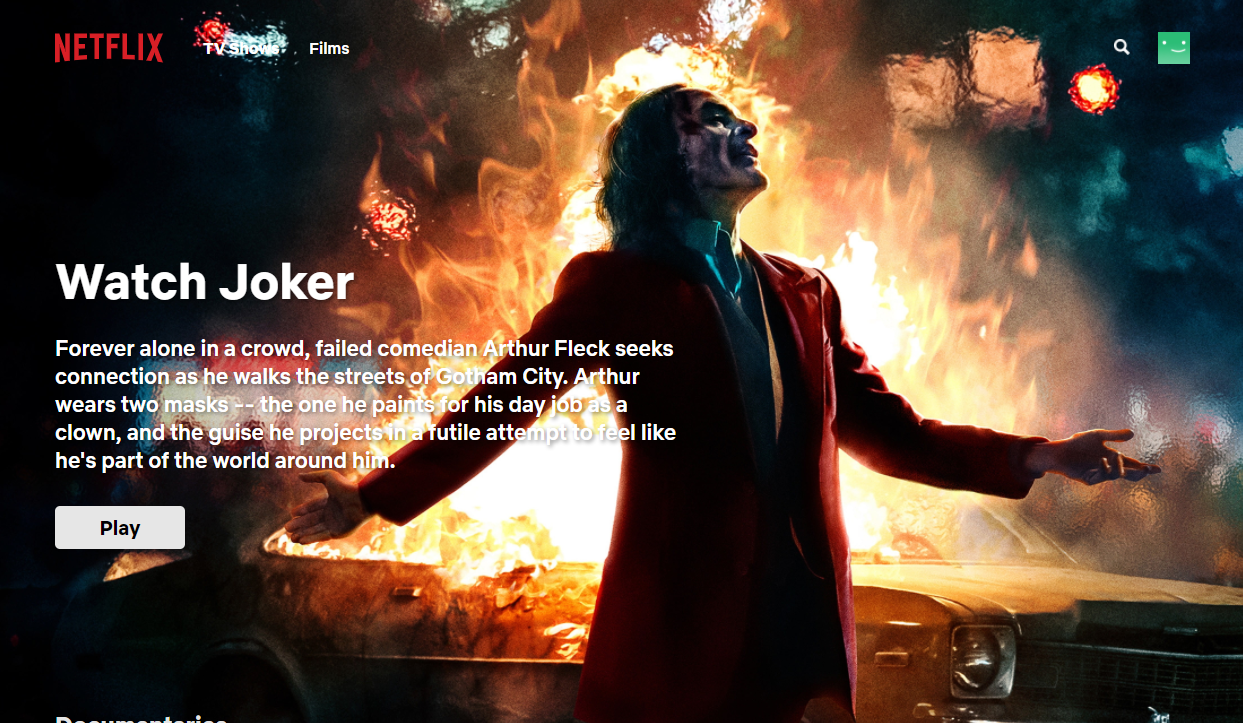 NETFLIX TV Shows Films
Watch Joker
Forever alone in a crowd, failed comedian Arthur Fleck seeks
connection as he walks the streets of Gotham City. Arthur
wears two masks -- the one he paints for his day job as a
clown, and the guise he projects in a futile attempt to feel like
he's part of the world around him.
Play
Documentaries